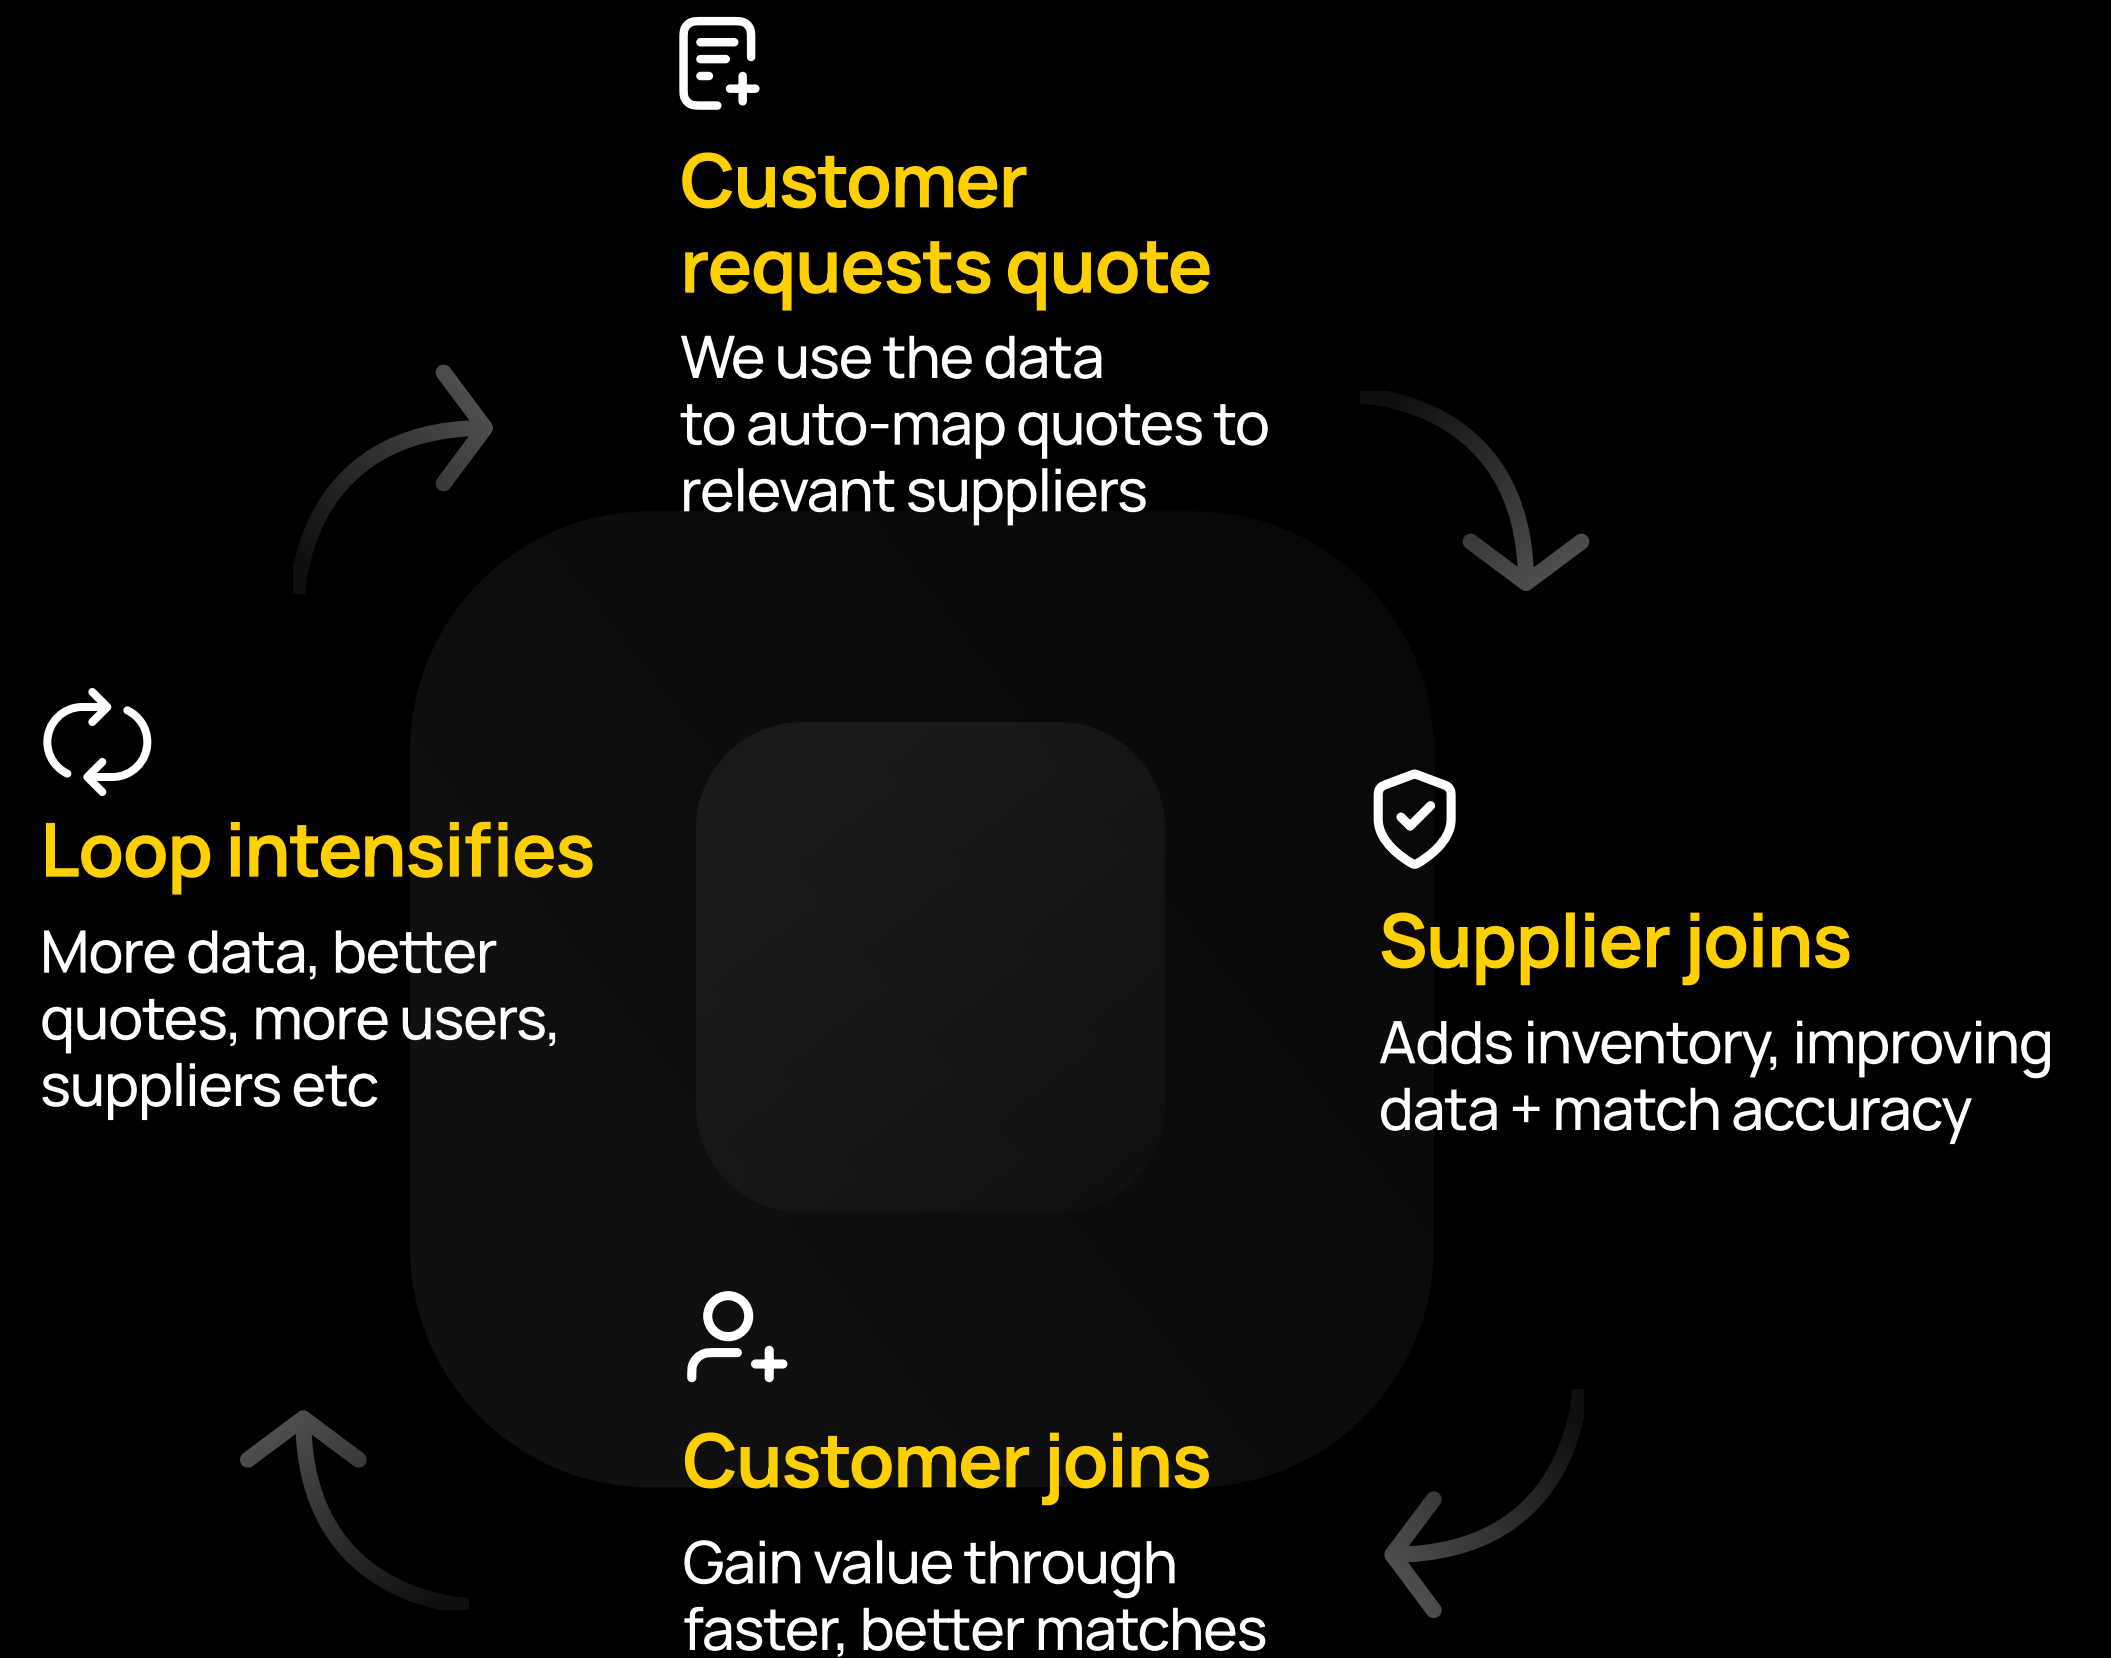 Customer
requests quote
We use the data
to auto-map quotes to
relevant suppliers
Loop intensifies
More data, better
quotes, more users,
suppliers etc
Supplier joins
Adds inventory, improving
data + match accuracy
Customer joins
Gain value through
faster, better matches